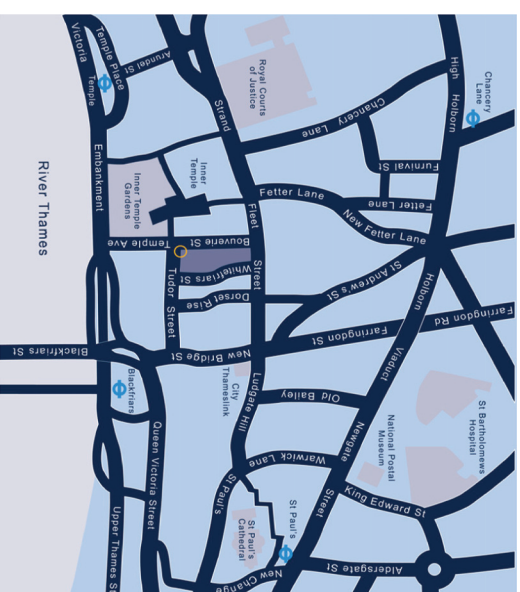 Victoria
Embankment
Temple Place
Temple
Arundel St
Strand
Royal Courts
of Justice
Chancery Lane
High
Holborn
Chancery
Lane
Furnival St
Fetter Lane
Fetter Lane
New Fetter Lane
Inner
Temple
Inner Temple
Gardens
River Thames
Fleet
Street
Bouverie St
Temple Ave
Whitefriars St
Tudor
Street
Dorset Rise
St Andrew's St
Holborn
Viaduct
Farringdon Rd
Farringdon St
New Bridge St
Blackfriars St
Blackfriars
City
Thameslink
Ludgate Hill
Old Bailey
Newgate
Street
National Postal
Museum
St Bartholomews
Hospital
Warwick Lane
King Edward St
Queen Victoria Street
Upper Thames St
St Paul's
St Paul's
Cathedral
St Paul's
New Change
Aldersgate St